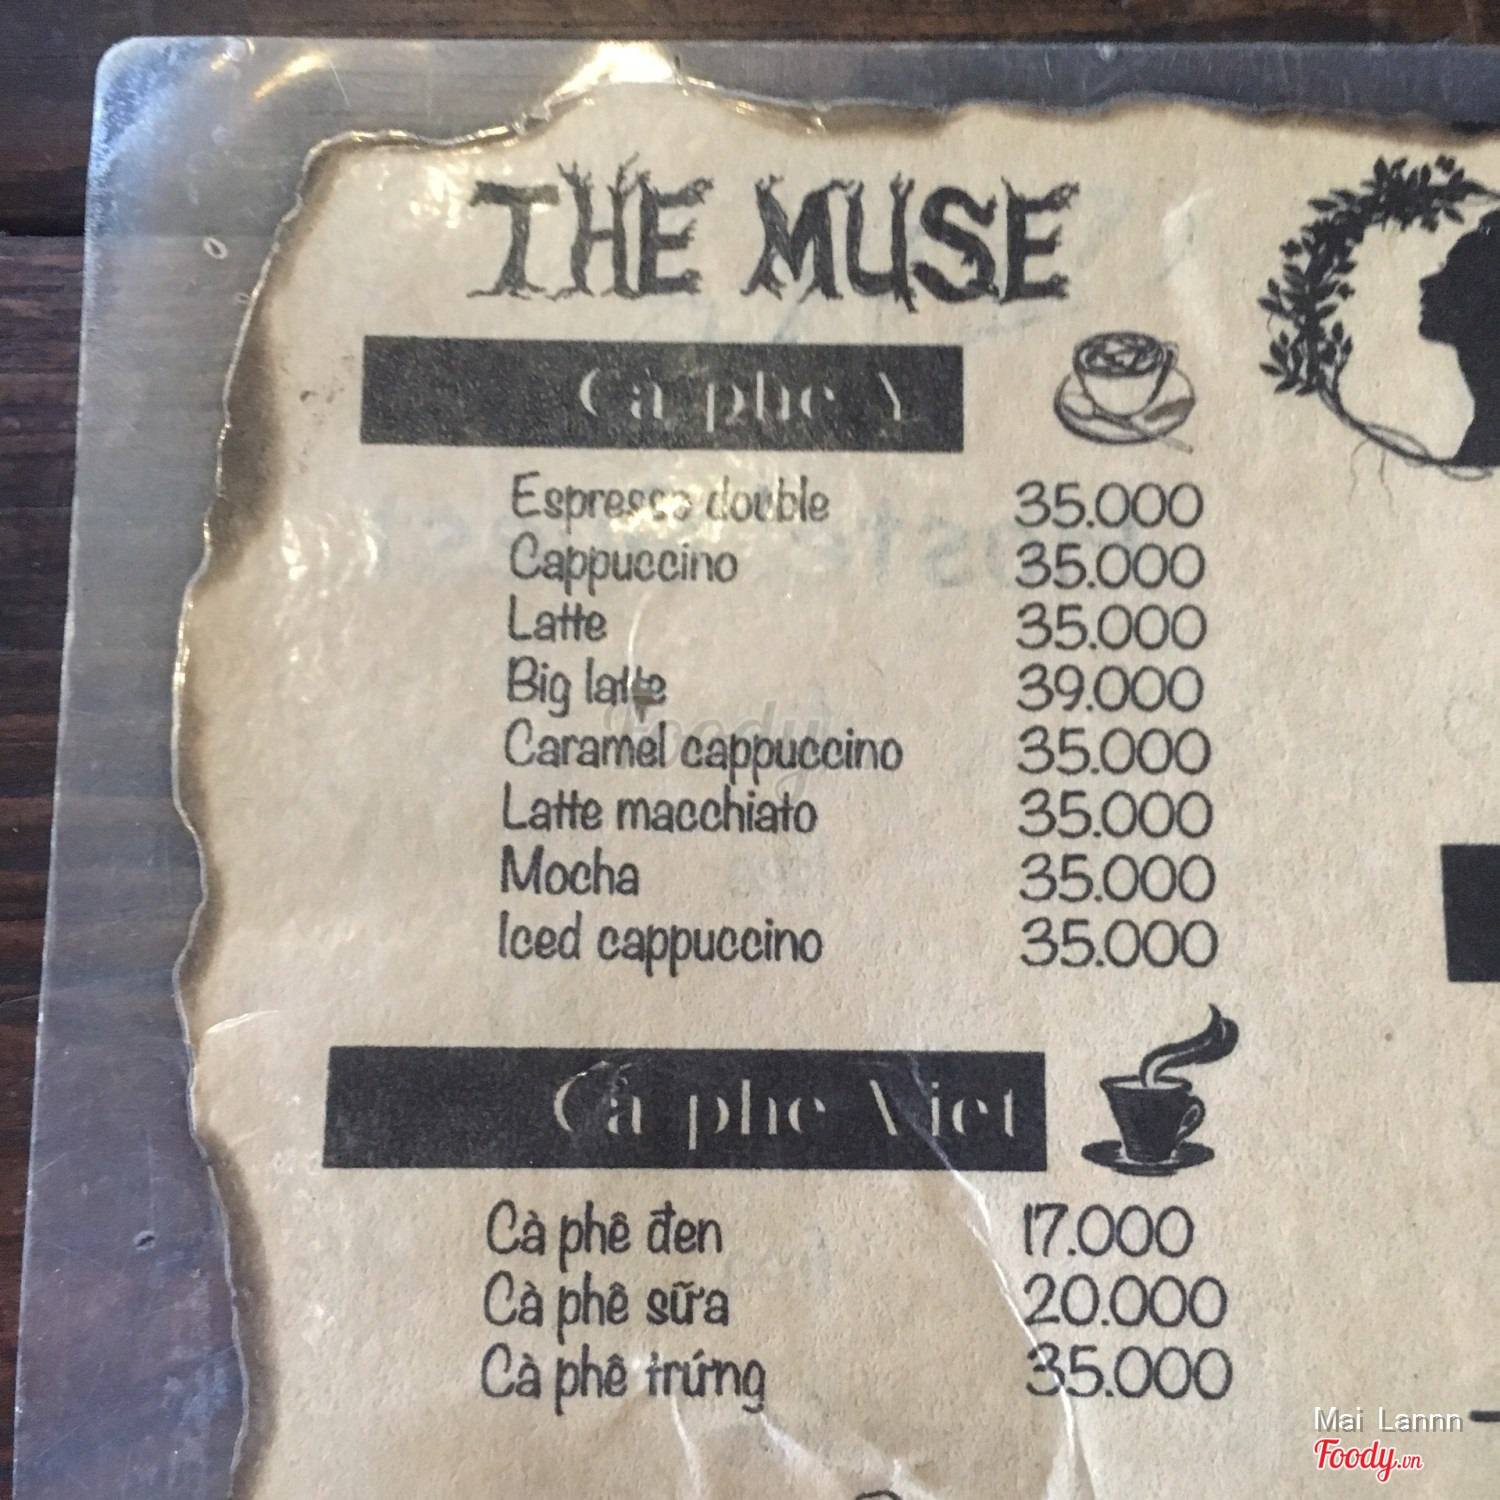 THE MUSE
Cà phê Ý
Espresso double 35.000
Cappuccino 35.000
Latte 35.000
Big latte 39.000
Caramel cappuccino 35.000
Latte macchiato 35.000
Mocha 35.000
Iced cappuccino 35.000
Cà phê Việt
Cà phê đen 17.000
Cà phê sữa 20.000
Cà phê trứng 35.000
Mai Lannn
Foody.vn